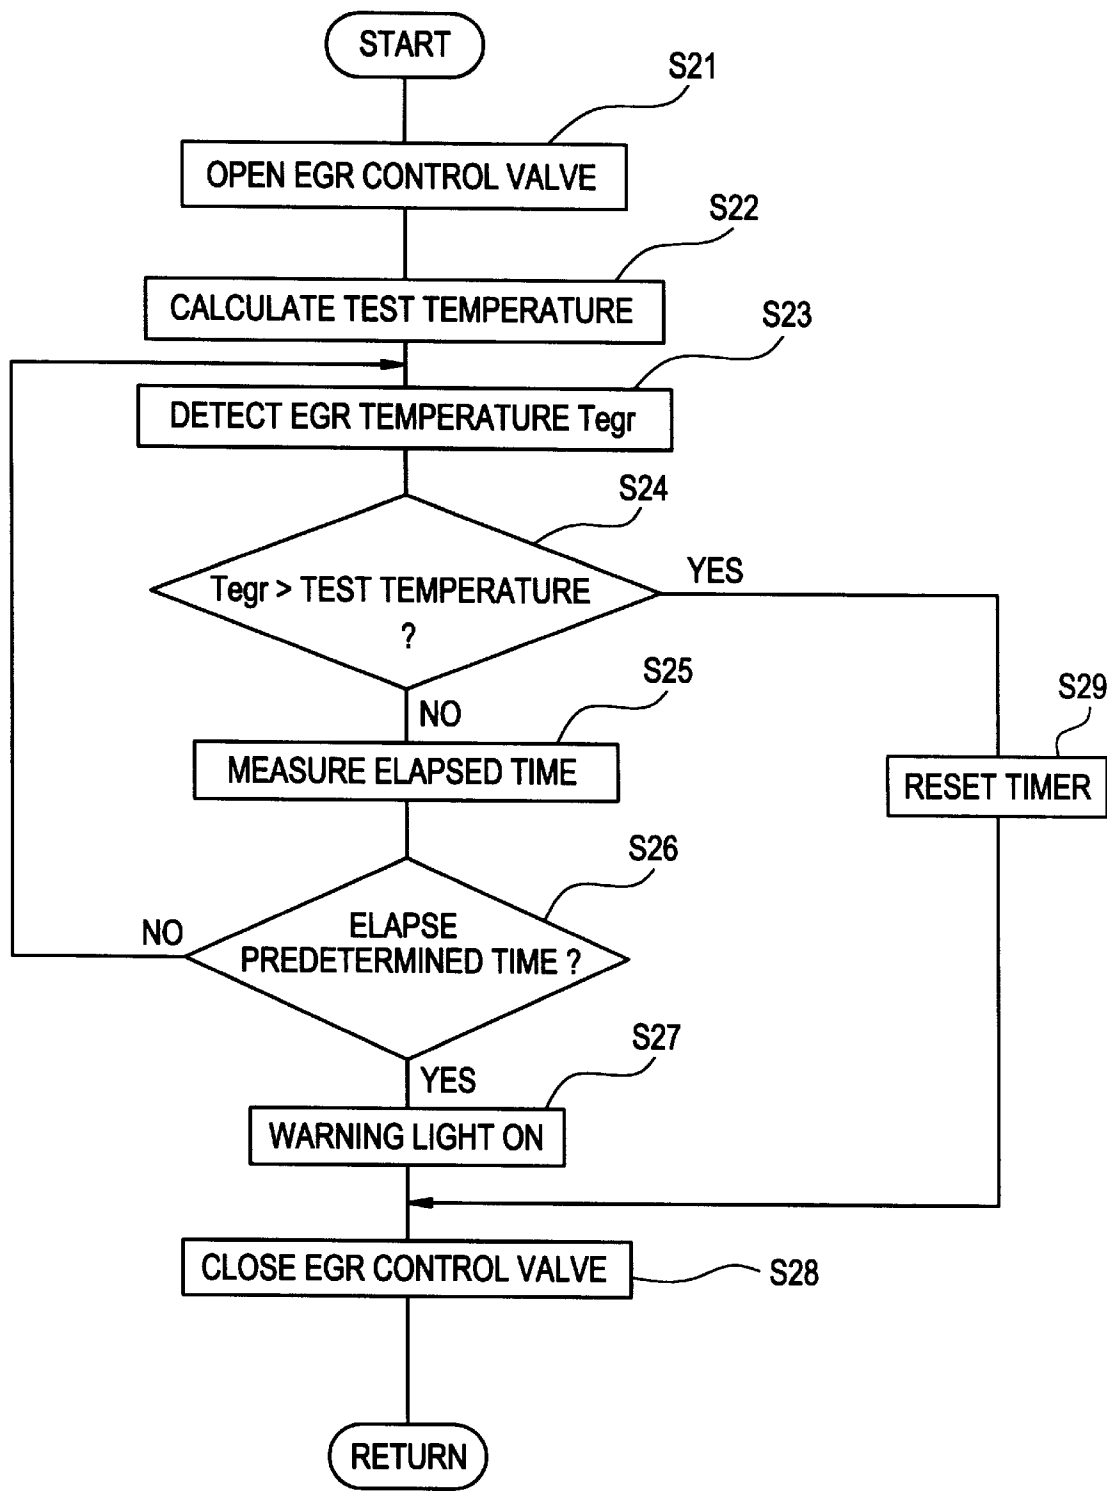 START
S21
OPEN EGR CONTROL VALVE
S22
CALCULATE TEST TEMPERATURE
S23
DETECT EGR TEMPERATURE Tegr
S24
Tegr > TEST TEMPERATURE
?
YES
NO
S25
MEASURE ELAPSED TIME
S29
RESET TIMER
S26
ELAPSE
PREDETERMINED TIME ?
NO
YES
S27
WARNING LIGHT ON
CLOSE EGR CONTROL VALVE
S28
RETURN